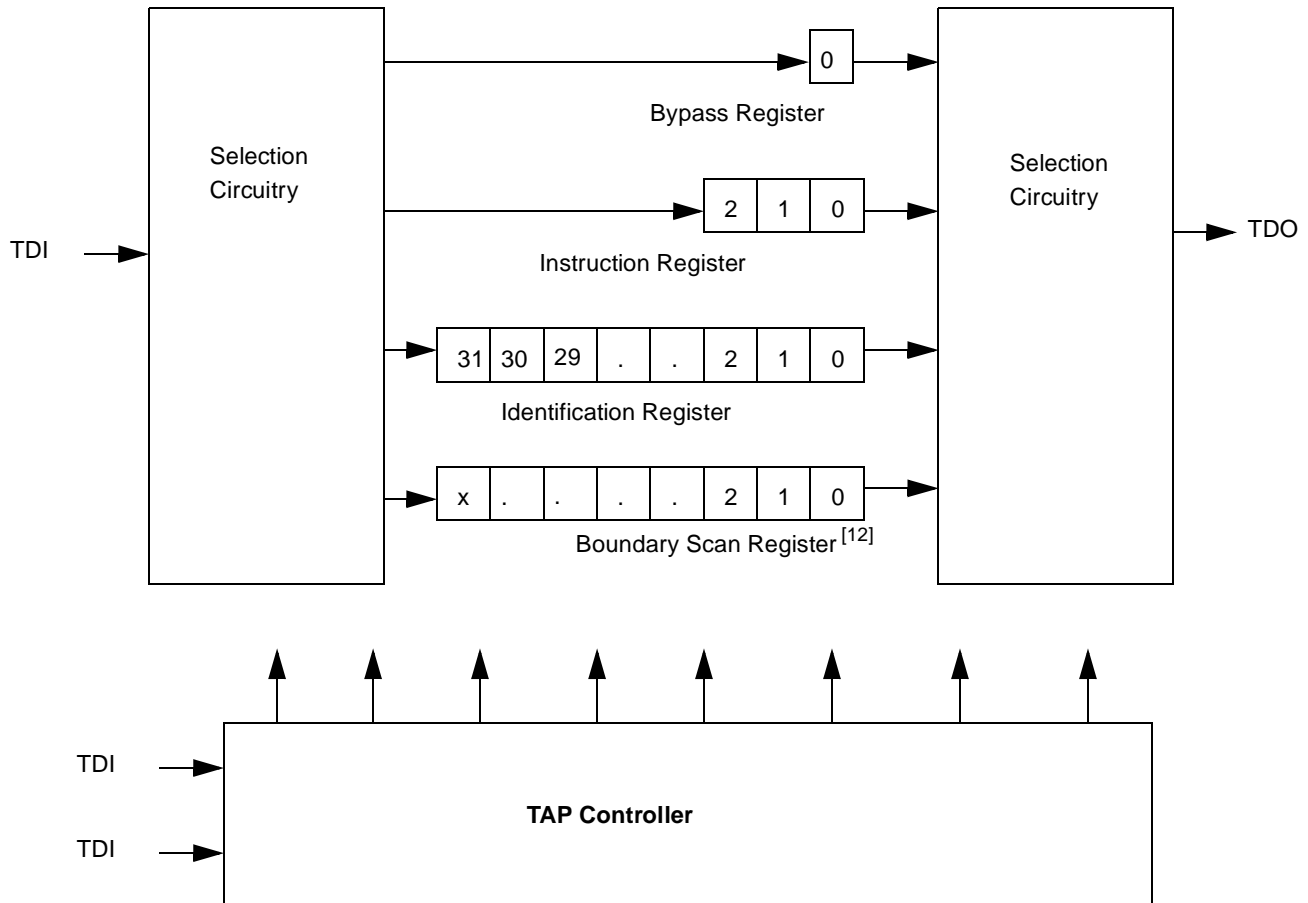 0
Bypass Register
Selection
Circuitry
Selection
Circuitry
2 1 0
TDI
TDO
Instruction Register
31 30 29 . . 2 1 0
Identification Register
x . . . . 2 1 0
Boundary Scan Register [12]
TDI
TAP Controller
TDI